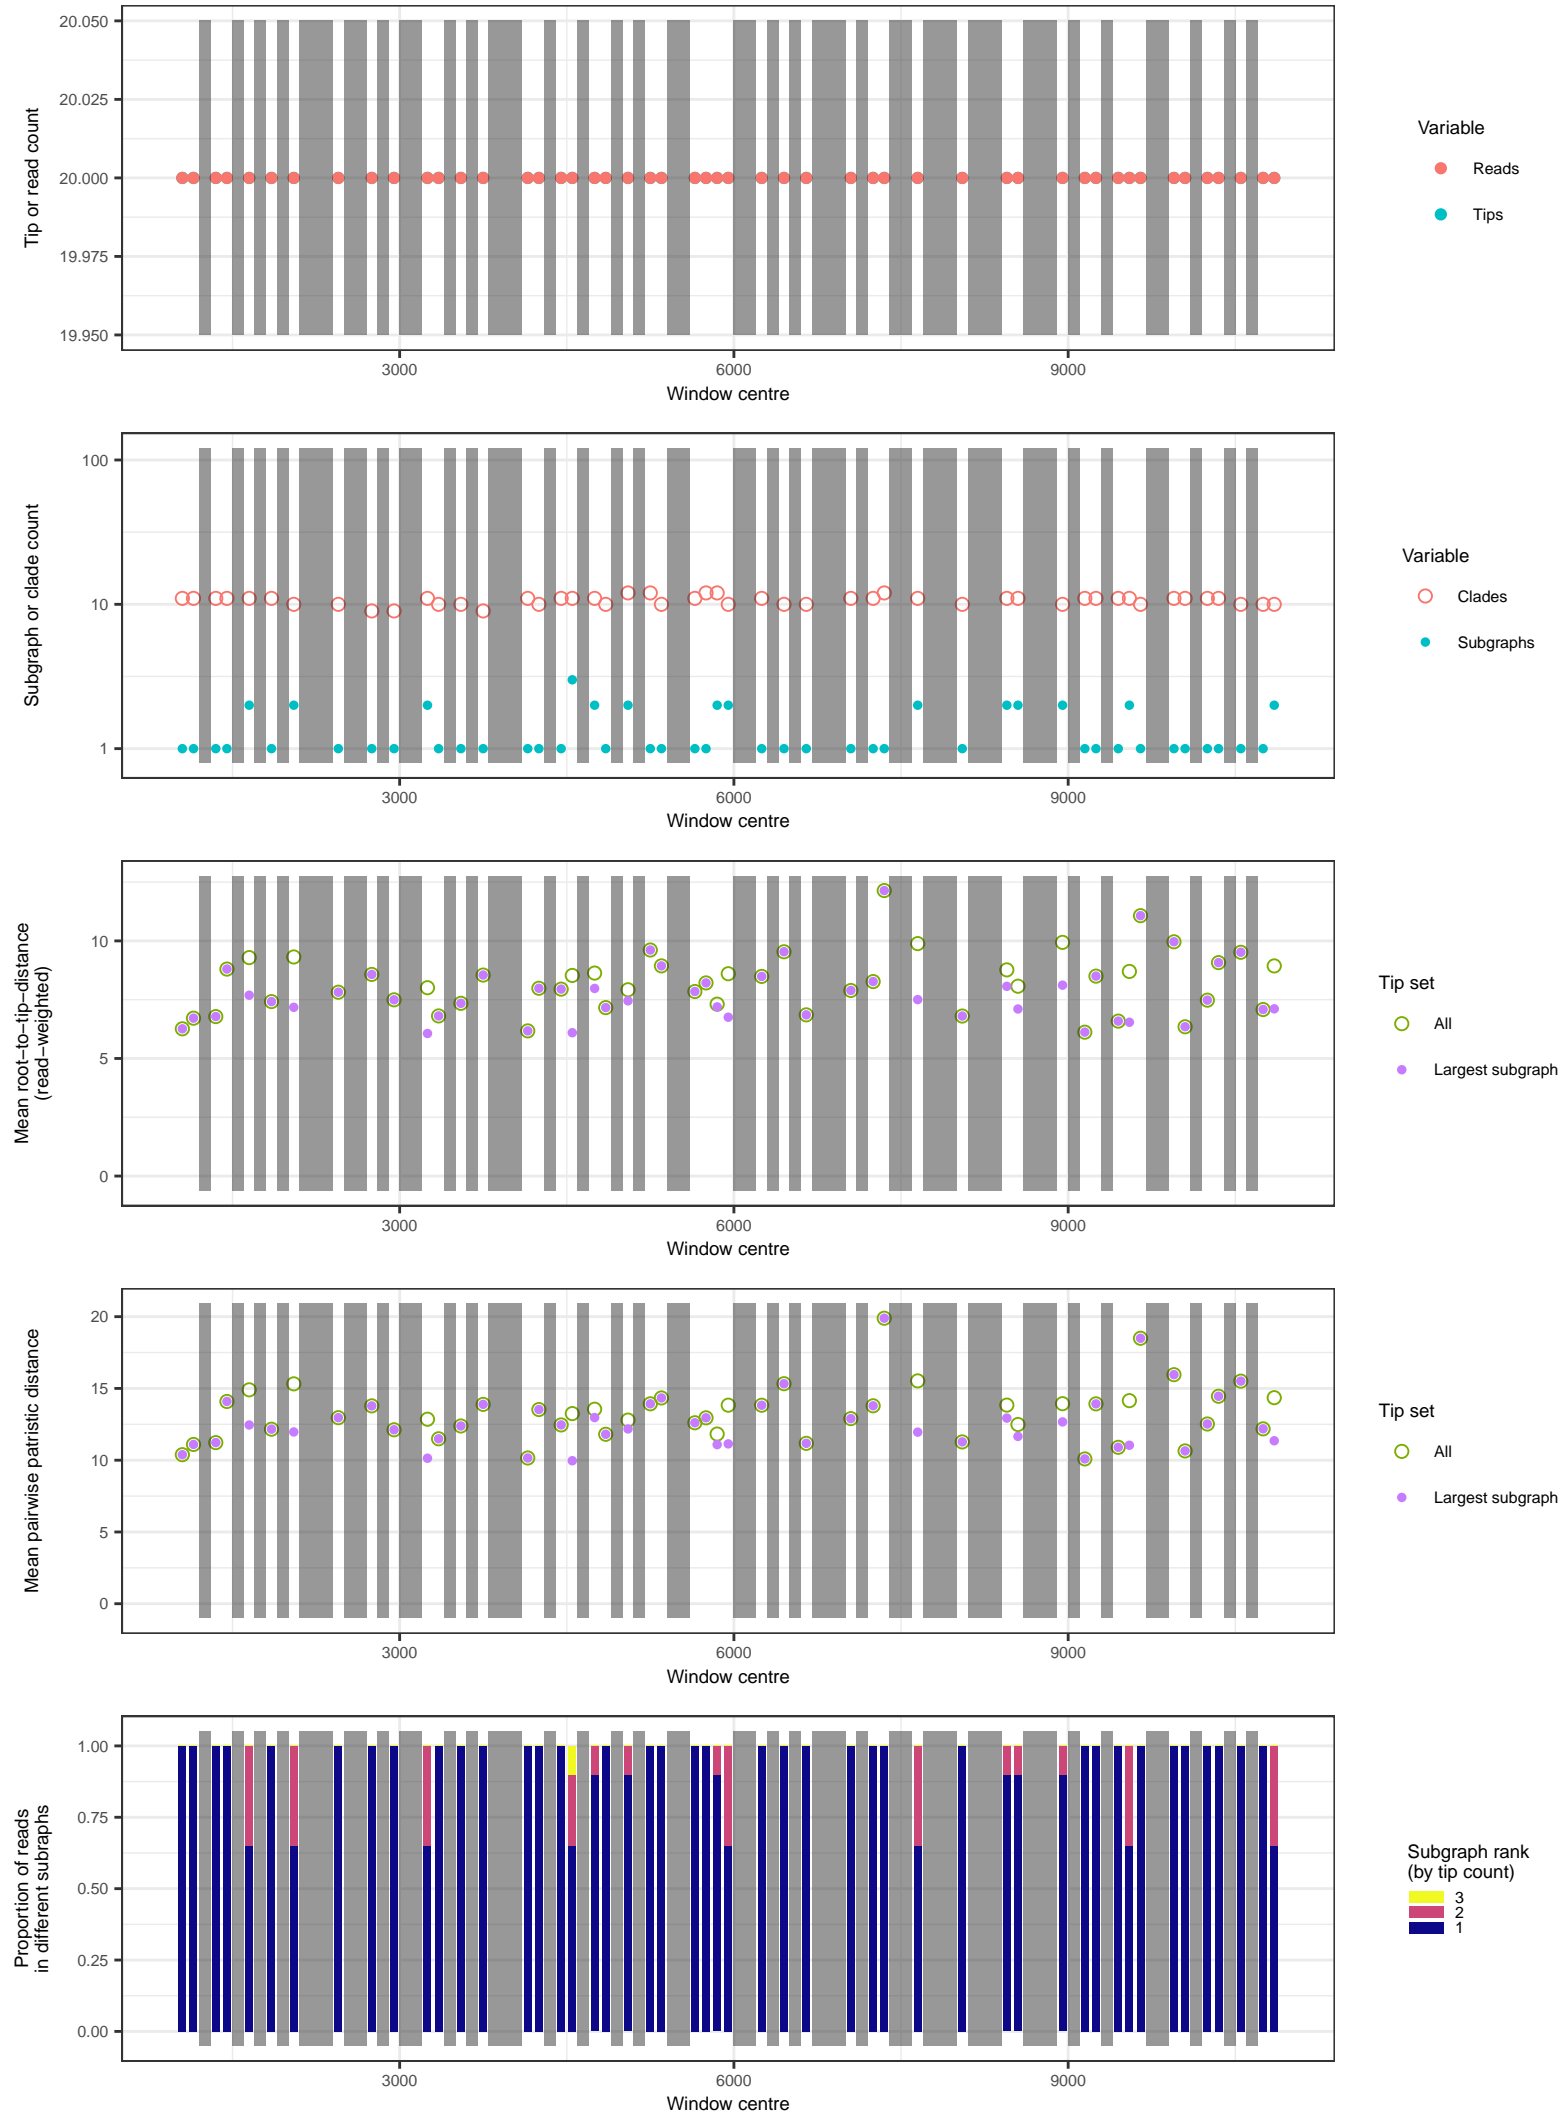 20.050
20.025
20.000
19.975
19.950
Tip or read count
3000
6000
9000
Window centre
Variable
Reads
Tips
100
10
1
Subgraph or clade count
3000
6000
9000
Window centre
Variable
Clades
Subgraphs
10
5
0
Mean root−to−tip−distance
(read−weighted)
3000
6000
9000
Window centre
Tip set
All
Largest subgraph
20
15
10
5
0
Mean pairwise patristic distance
3000
6000
9000
Window centre
Tip set
All
Largest subgraph
1.00
0.75
0.50
0.25
0.00
Proportion of reads
in different subraphs
3000
6000
9000
Window centre
Subgraph rank
(by tip count)
3
2
1